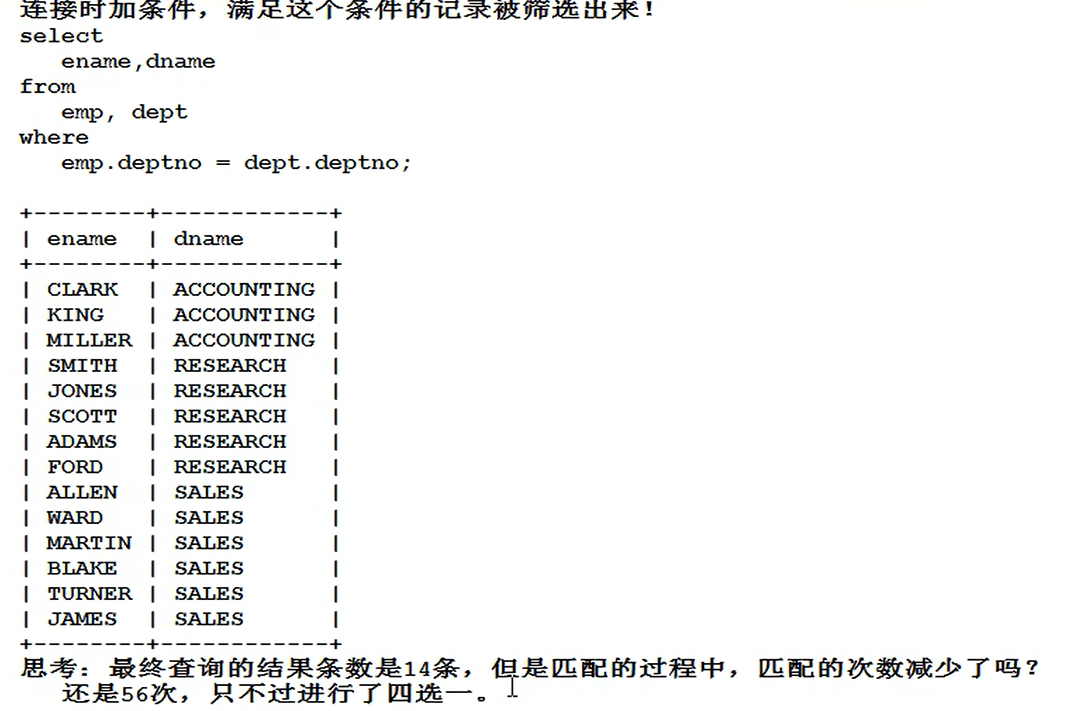 连接时加条件，满足这个条件的记录被筛选出来！
select
   ename,dname
from
   emp, dept
where
   emp.deptno = dept.deptno;
+--------+------------+
| ename  | dname      |
+--------+------------+
| CLARK  | ACCOUNTING |
| KING   | ACCOUNTING |
| MILLER | ACCOUNTING |
| SMITH  | RESEARCH   |
| JONES  | RESEARCH   |
| SCOTT  | RESEARCH   |
| ADAMS  | RESEARCH   |
| FORD   | RESEARCH   |
| ALLEN  | SALES      |
| WARD   | SALES      |
| MARTIN | SALES      |
| BLAKE  | SALES      |
| TURNER | SALES      |
| JAMES  | SALES      |
+--------+------------+
思考：最终查询的结果条数是14条，但是匹配的过程中，匹配的次数减少了吗？
   还是56次，只不过进行了四选一。